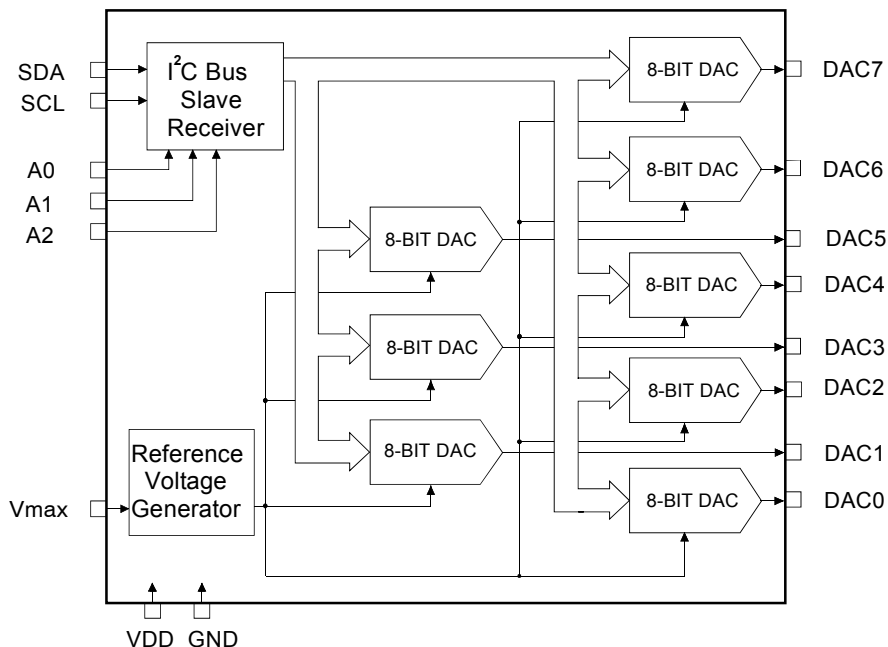 SDA
SCL
A0
A1
A2
I²C Bus
Slave
Receiver
8-BIT DAC
DAC7
8-BIT DAC
DAC6
8-BIT DAC
DAC5
8-BIT DAC
DAC4
8-BIT DAC
DAC3
8-BIT DAC
DAC2
8-BIT DAC
DAC1
8-BIT DAC
DAC0
Reference
Voltage
Generator
Vmax
VDD
GND